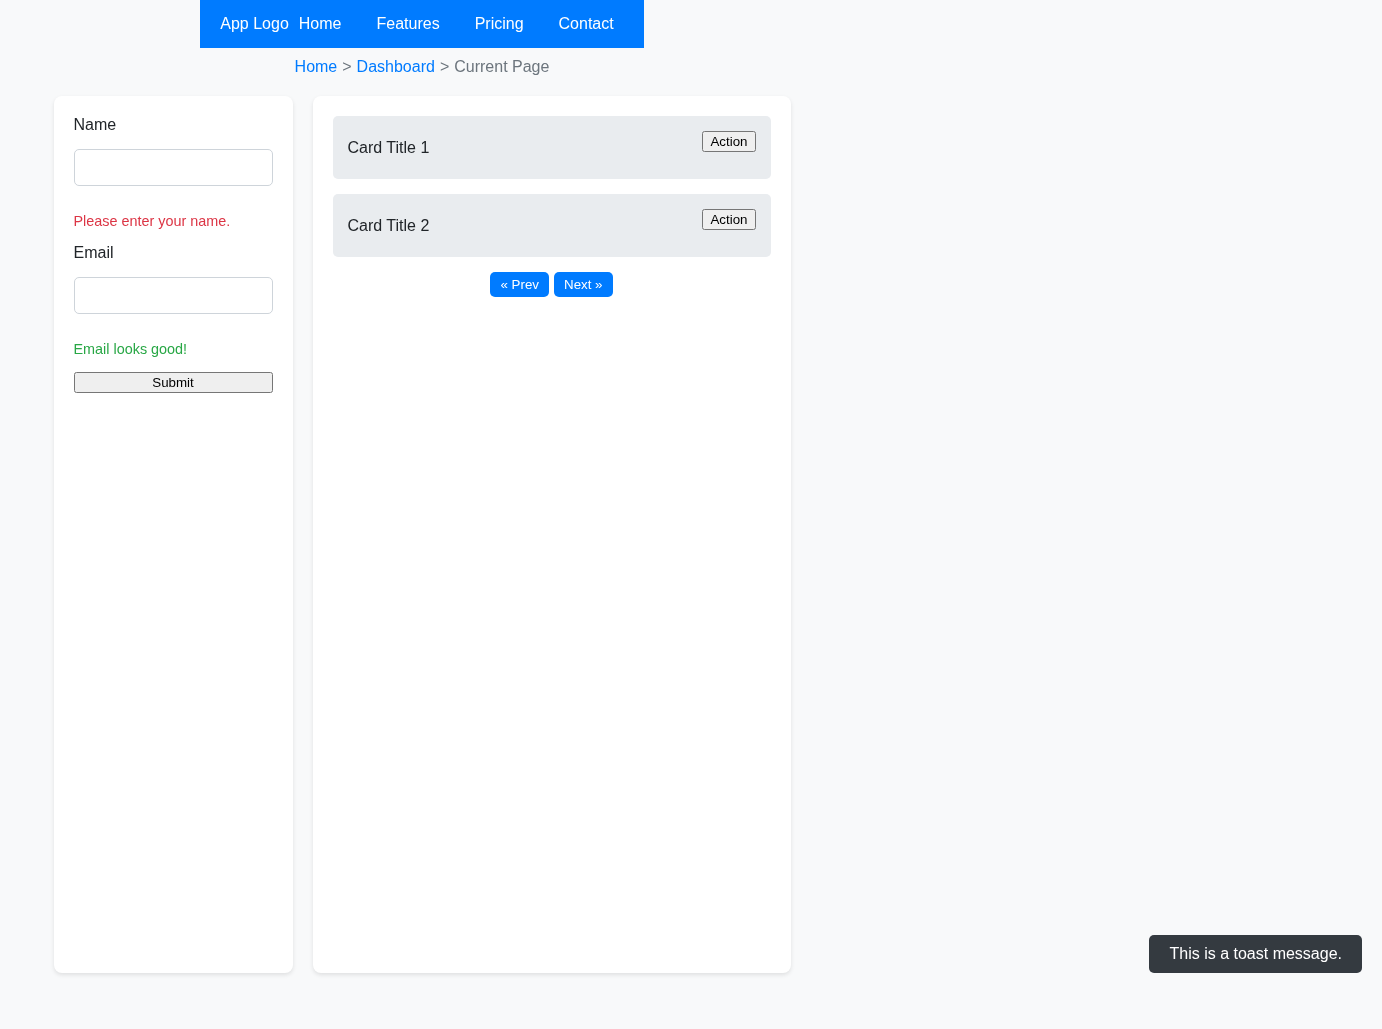 App Logo Home Features Pricing Contact
Home > Dashboard > Current Page
Name
Please enter your name.
Email
Email looks good!
Submit
Card Title 1 Action
Card Title 2 Action
« Prev Next »
This is a toast message.